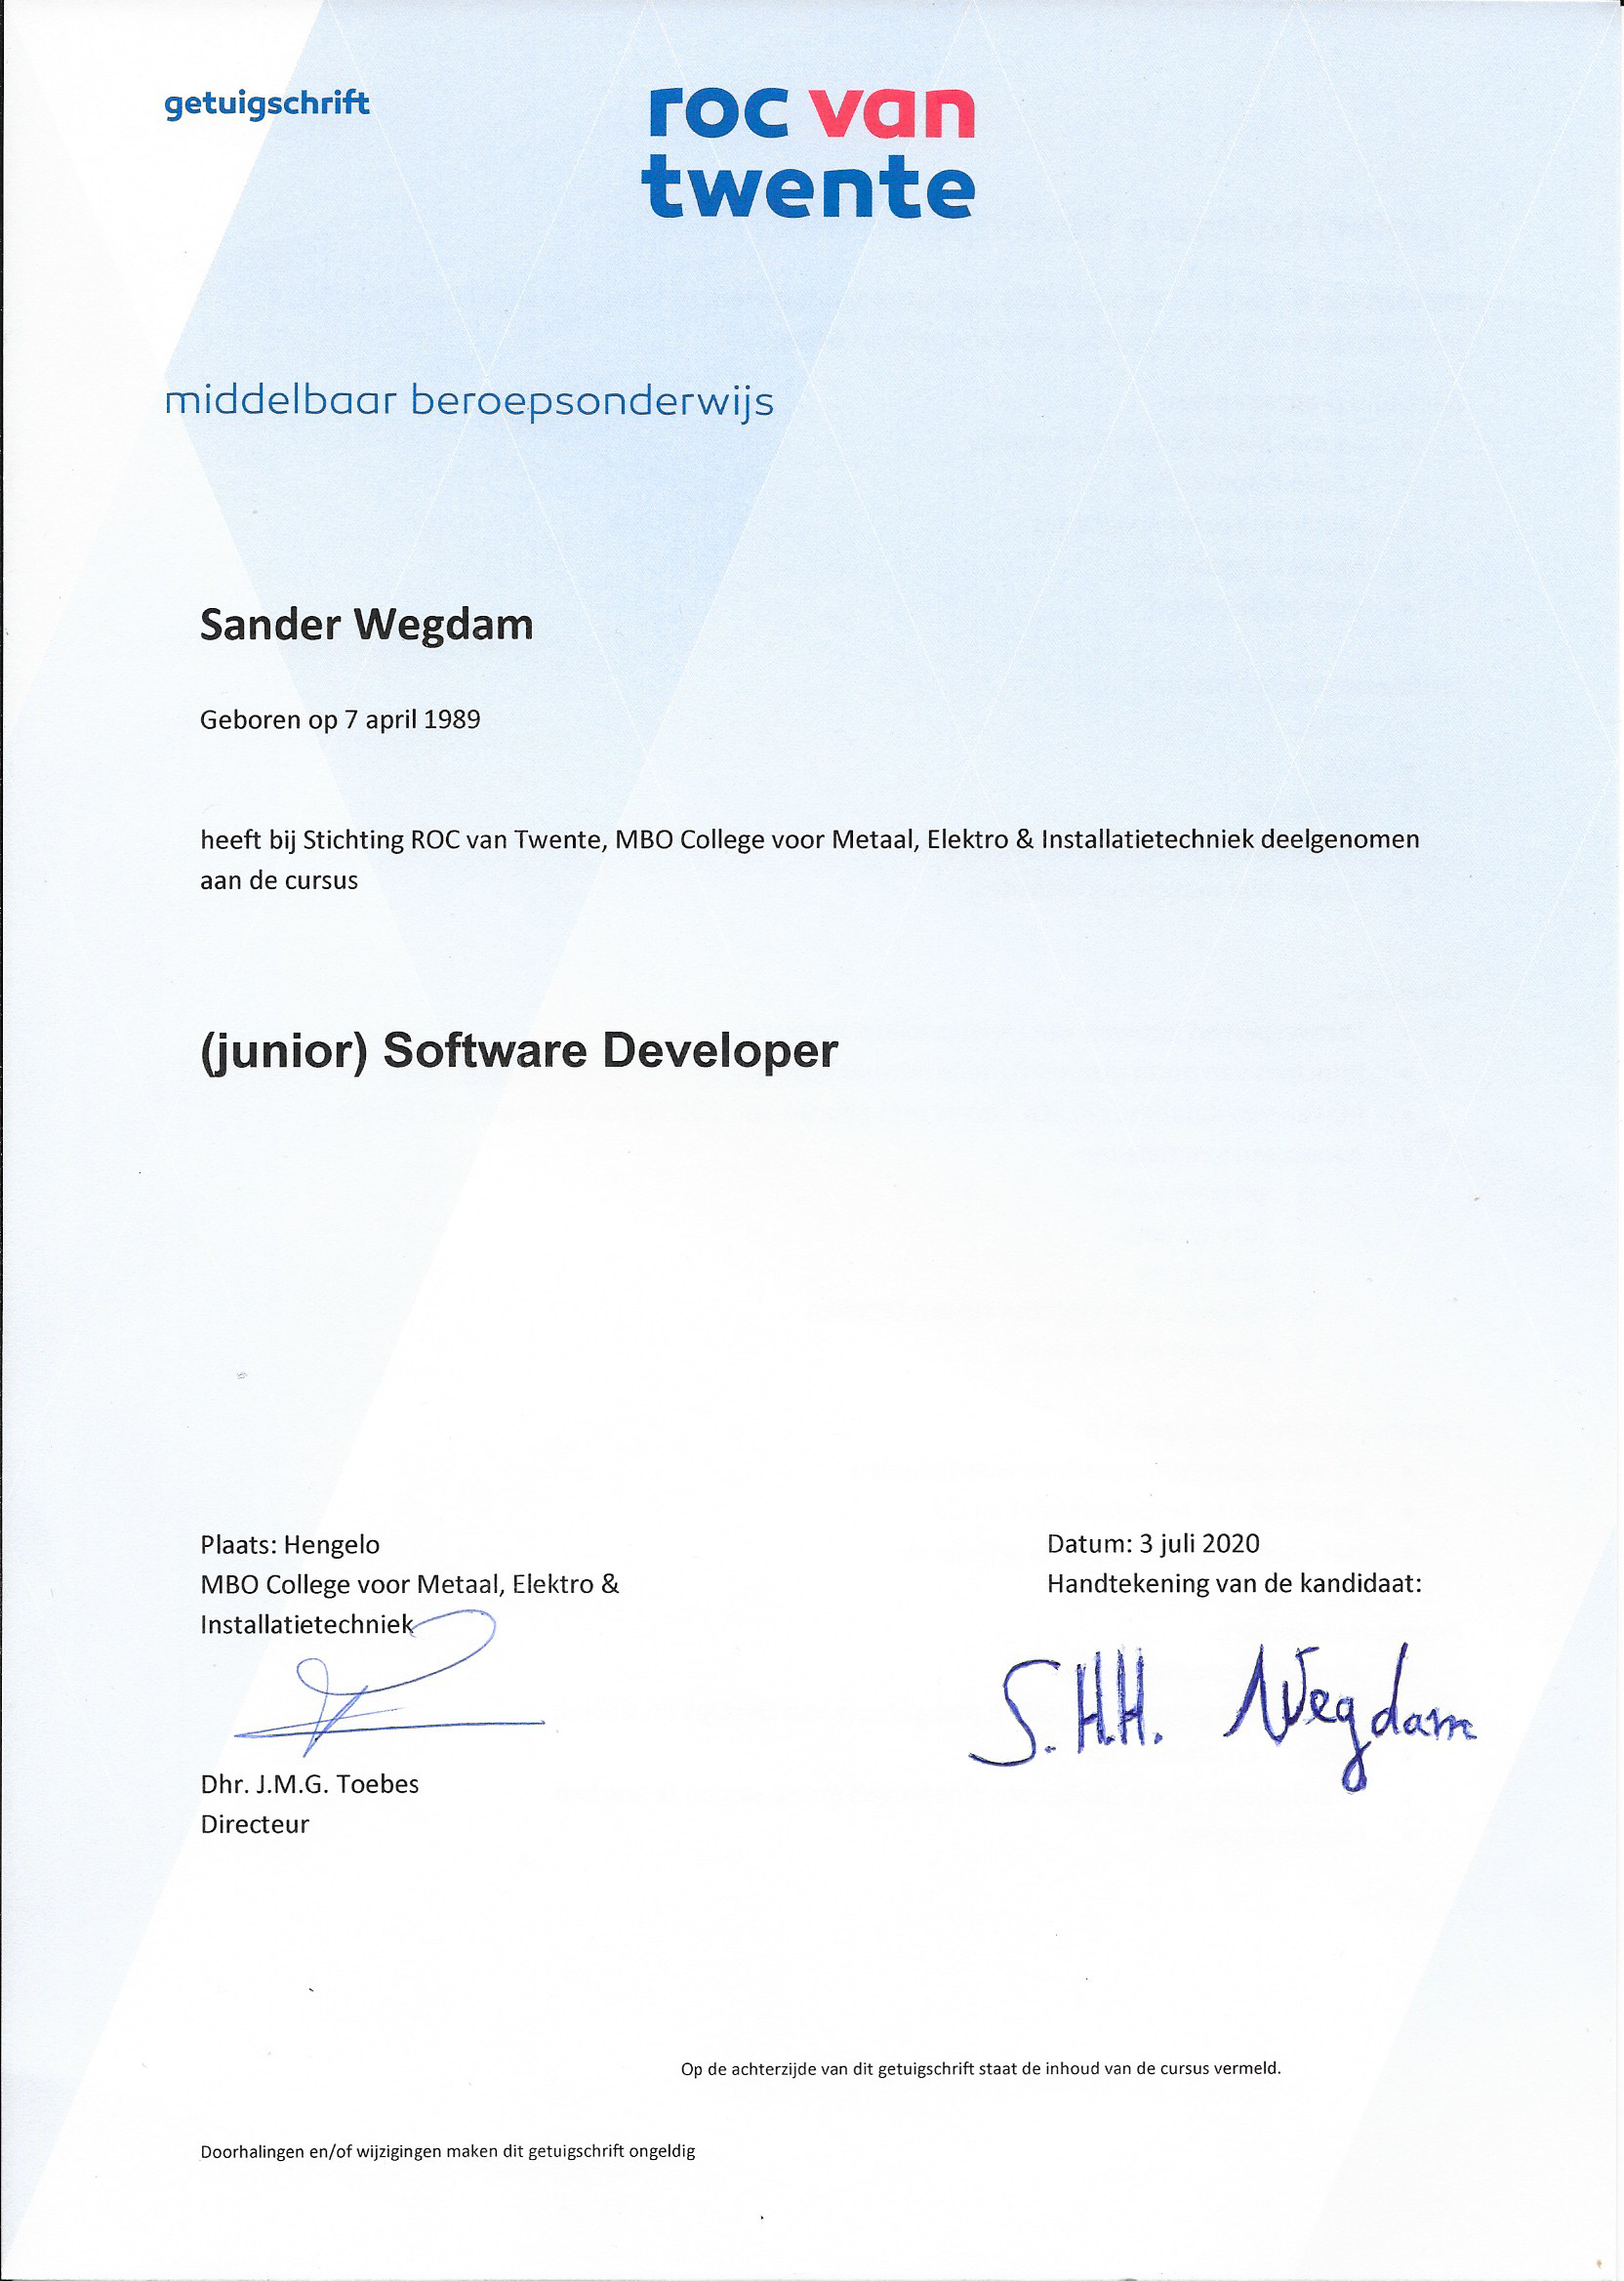 getuigschrift
roc van
twente
middelbaar beroepsonderwijs
Sander Wegdam
Geboren op 7 april 1989
heeft bij Stichting ROC van Twente, MBO College voor Metaal, Elektro & Installatietechniek deelgenomen
aan de cursus
(junior) Software Developer
Plaats: Hengelo
MBO College voor Metaal, Elektro &
Installatietechniek
Dhr. J.M.G. Toebes
Directeur
Datum: 3 juli 2020
Handtekening van de kandidaat:
S.H.H. Wegdam
Op de achterzijde van dit getuigschrift staat de inhoud van de cursus vermeld.
Doorhalingen en/of wijzigingen maken dit getuigschrift ongeldig